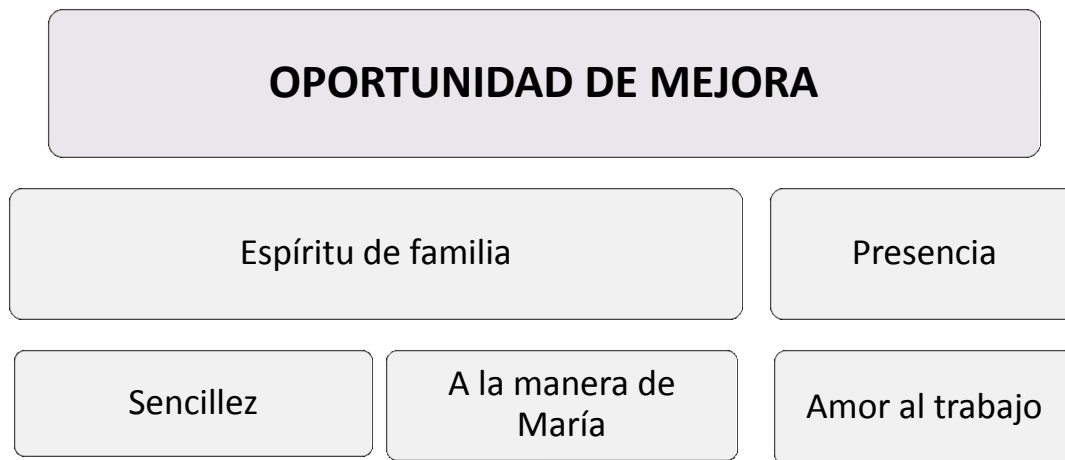 OPORTUNIDAD DE MEJORA
Espíritu de familia
Presencia
Sencillez
A la manera de
María
Amor al trabajo